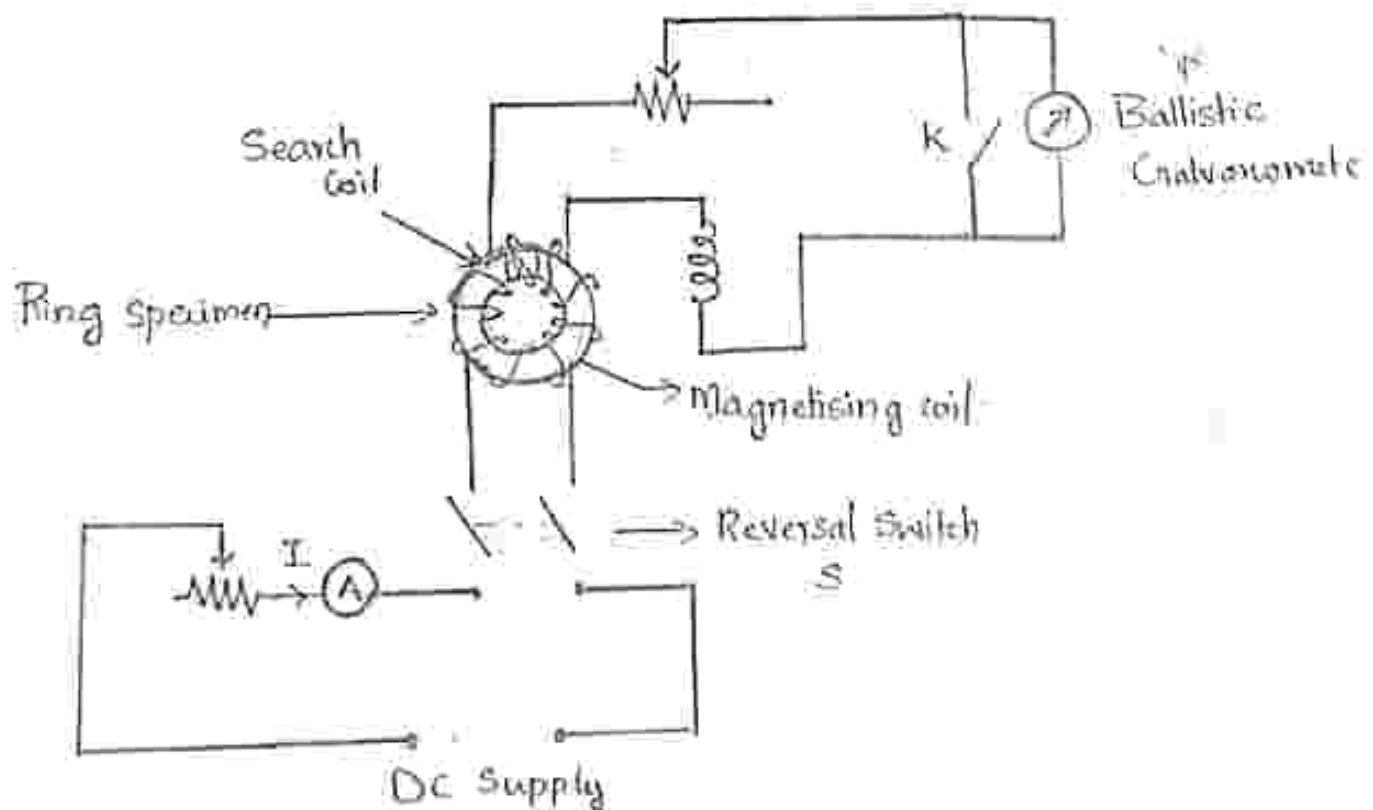 Ballistic
Galvanometer
K
Search
coil
Ring Specimen
Magnetising coil
Reversal Switch
S
I
A
DC Supply